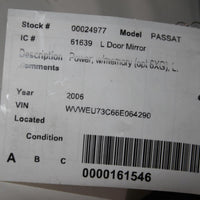 Stock # 00024977 Model PASSAT
IC # 61639 L Door Mirror
Description Power, w/memory (opt 6XG), L.
Comments
Year 2006
VIN WVWEU73C66E064290
Located
Condition
A B C
0000161546